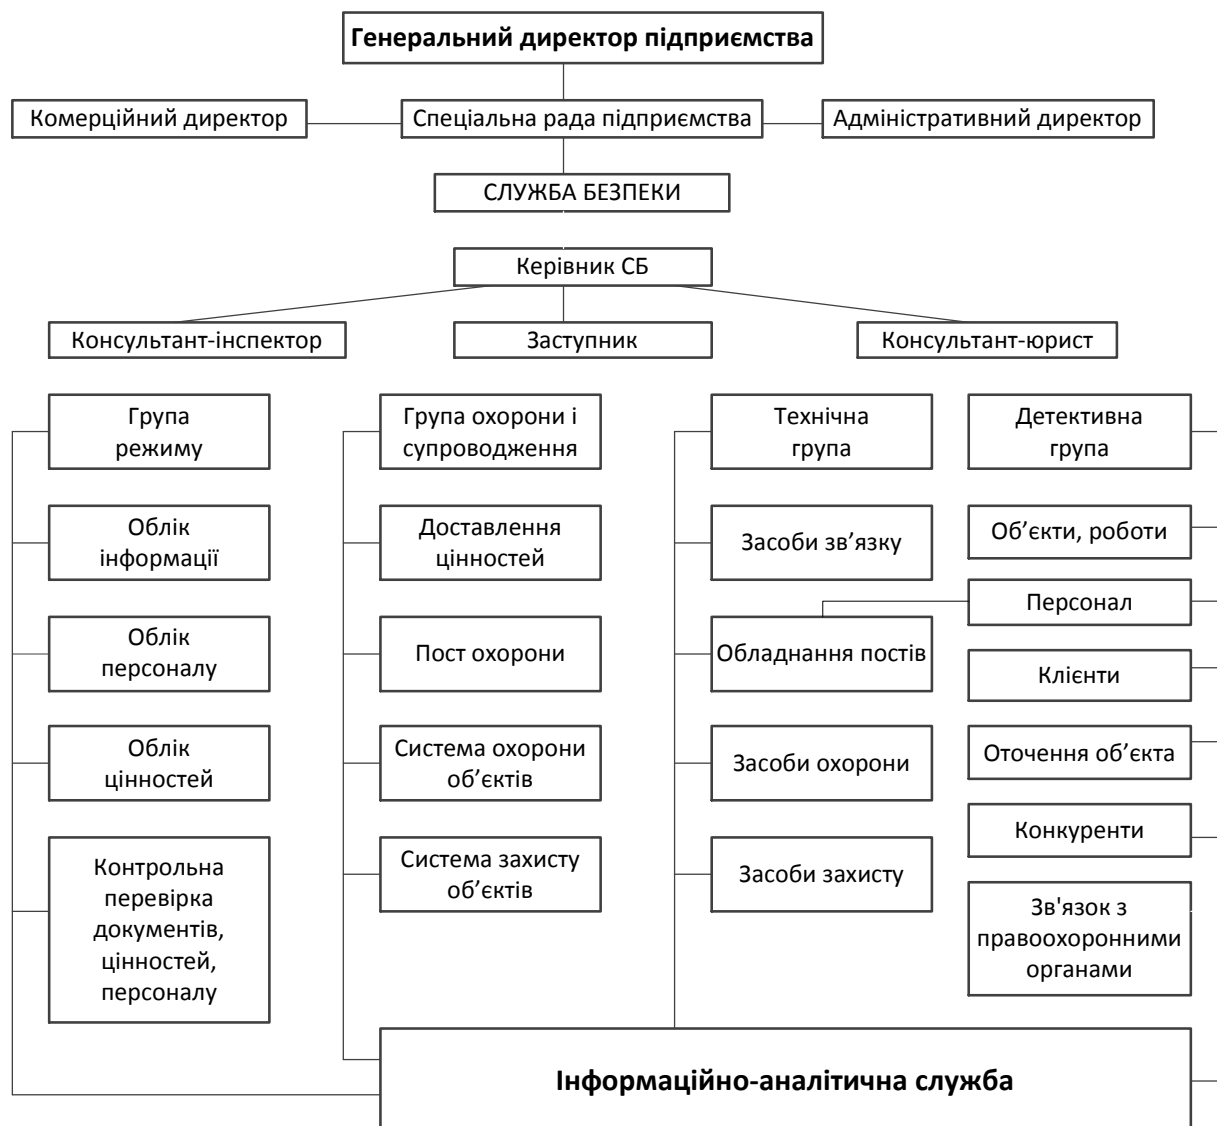 Генеральний директор підприємства
Комерційний директор
Спеціальна рада підприємства
Адміністративний директор
СЛУЖБА БЕЗПЕКИ
Керівник СБ
Консультант-інспектор
Заступник
Консультант-юрист
Група
режиму
Група охорони і
супроводження
Технічна
група
Детективна
група
Облік
інформації
Доставлення
цінностей
Засоби зв’язку
Об’єкти, роботи
Персонал
Облік
персоналу
Пост охорони
Обладнання постів
Клієнти
Облік
цінностей
Система охорони
об’єктів
Засоби охорони
Оточення об’єкта
Конкуренти
Контрольна
перевірка
документів,
цінностей,
персоналу
Система захисту
об’єктів
Засоби захисту
Зв'язок з
правоохоронними
органами
Інформаційно-аналітична служба